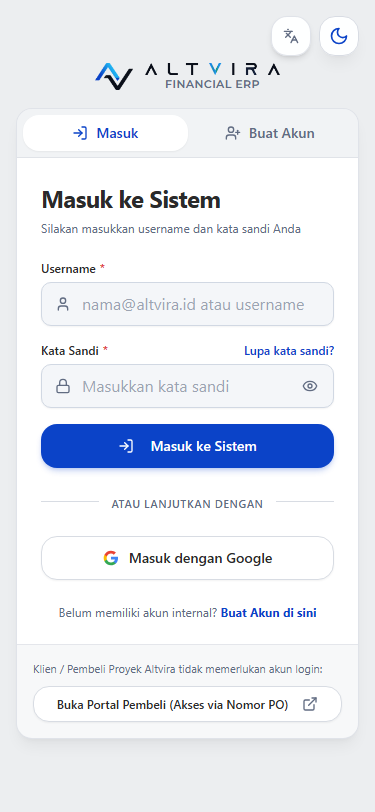 ALTVIRA
FINANCIAL ERP
Masuk
Buat Akun
Masuk ke Sistem
Silakan masukkan username dan kata sandi Anda
Username *
nama@altvira.id atau username
Kata Sandi *
Lupa kata sandi?
Masukkan kata sandi
Masuk ke Sistem
ATAU LANJUTKAN DENGAN
Masuk dengan Google
Belum memiliki akun internal? Buat Akun di sini
Klien / Pembeli Proyek Altvira tidak memerlukan akun login:
Buka Portal Pembeli (Akses via Nomor PO)